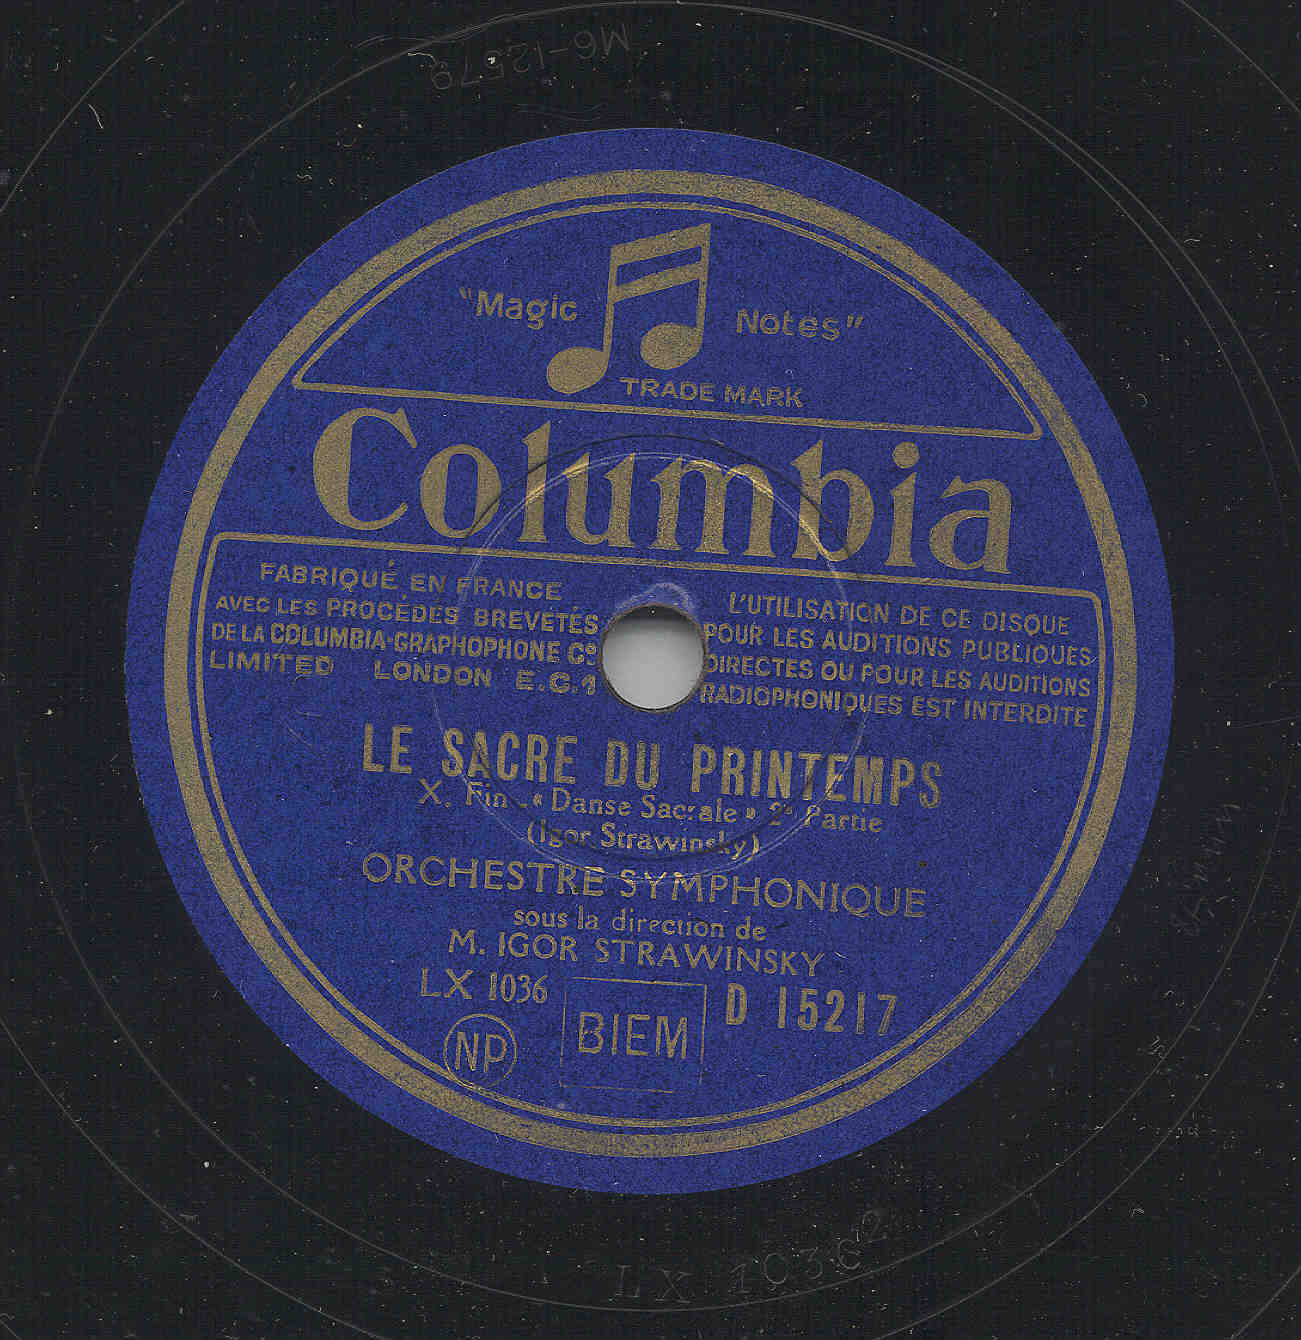 M6-12579
"Magic Notes"
TRADE MARK
Columbia
FABRIQUÉ EN FRANCE
AVEC LES PROCÉDÉS BREVETÉS
DE LA COLUMBIA-GRAPHOPHONE Cº
LIMITED LONDON E.C.1
L'UTILISATION DE CE DISQUE
POUR LES AUDITIONS PUBLIQUES
DIRECTES OU POUR LES AUDITIONS
RADIOPHONIQUES EST INTERDITE
LE SACRE DU PRINTEMPS
X. Fin - « Danse Sacrale » 2e Partie
(Igor Strawinsky)
ORCHESTRE SYMPHONIQUE
sous la direction de
M. IGOR STRAWINSKY
LX 1036
D 15217
NP
BIEM
LX 1036